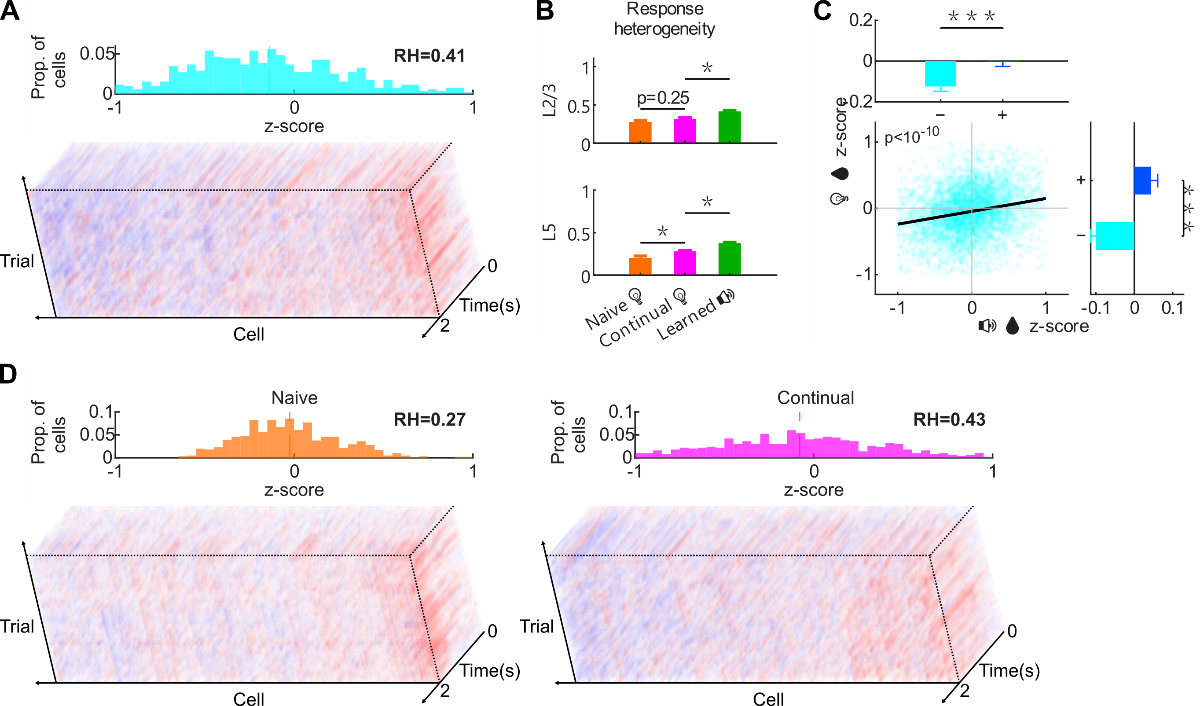 A
Prop. of
cells
0.05
0
RH=0.41
-1
0
1
z-score
Trial
Cell
0
Time(s)
2
B
Response
heterogeneity
L2/3
1
0.5
0
p=0.25
*
L5
1
0.5
0
*
*
Naive
Continual
Learned
C
0.2
0
0.2
***
−
+
z-score
1
0
-1
p<10-10
-1
0
1
z-score
+
−
***
-0.1
0
0.1
D
Naive
Prop. of
cells
0.1
0.05
0
RH=0.27
-1
0
1
z-score
Trial
Cell
0
Time(s)
2
Continual
Prop. of
cells
0.1
0.05
0
RH=0.43
-1
0
1
z-score
Trial
Cell
0
Time(s)
2